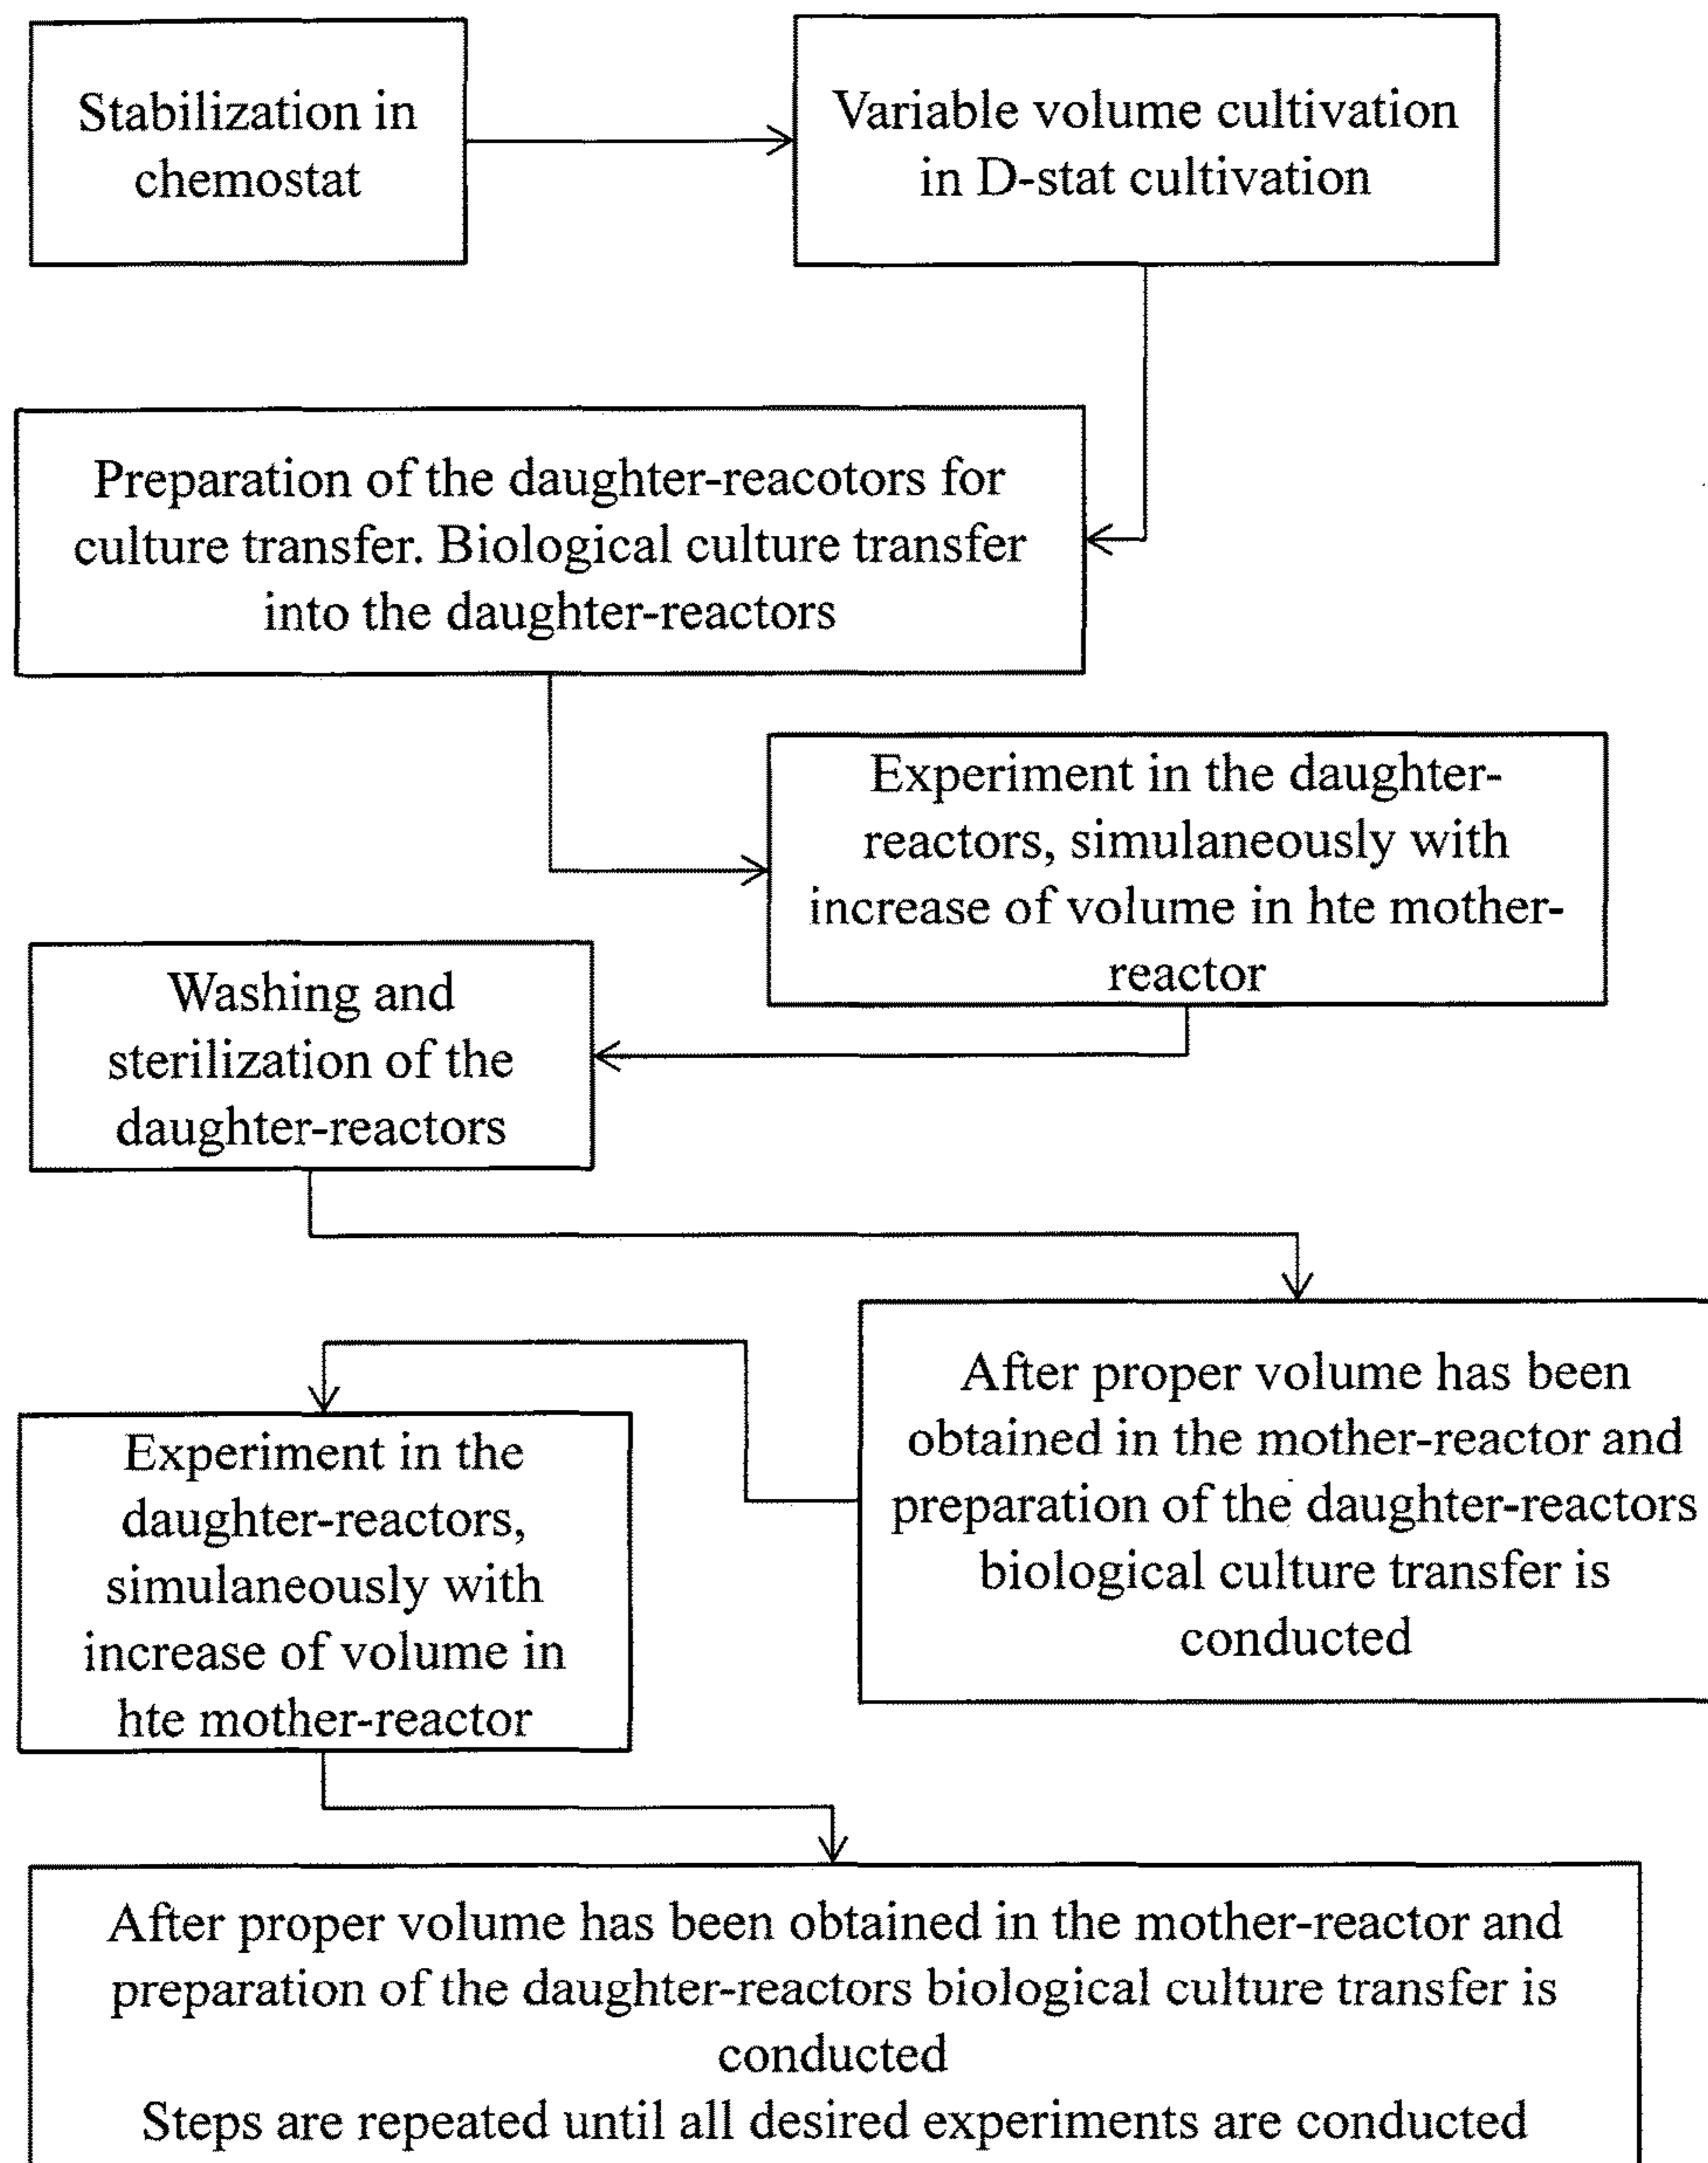 Stabilization in
chemostat
Variable volume cultivation
in D-stat cultivation
Preparation of the daughter-reacotors for
culture transfer. Biological culture transfer
into the daughter-reactors
Experiment in the daughter-
reactors, simulaneously with
increase of volume in hte mother-
reactor
Washing and
sterilization of the
daughter-reactors
After proper volume has been
obtained in the mother-reactor and
preparation of the daughter-reactors
biological culture transfer is
conducted
Experiment in the
daughter-reactors,
simulaneously with
increase of volume in
hte mother-reactor
After proper volume has been obtained in the mother-reactor and
preparation of the daughter-reactors biological culture transfer is
conducted
Steps are repeated until all desired experiments are conducted